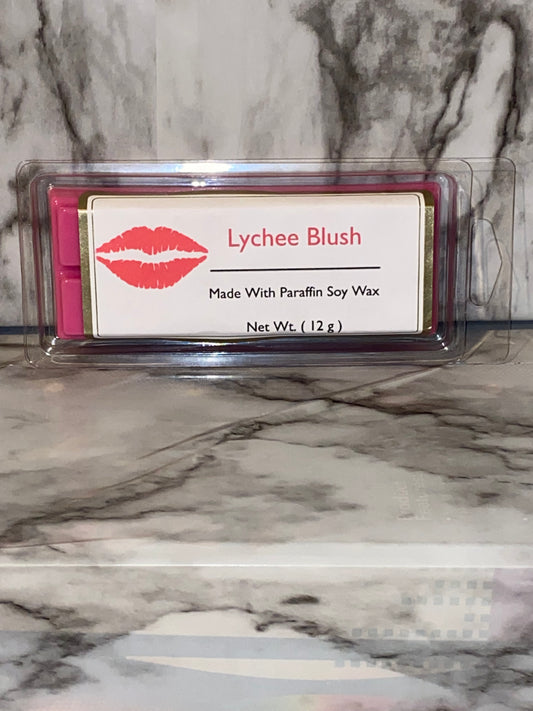 Lychee Blush
Made With Paraffin Soy Wax
Net Wt. ( 12 g )